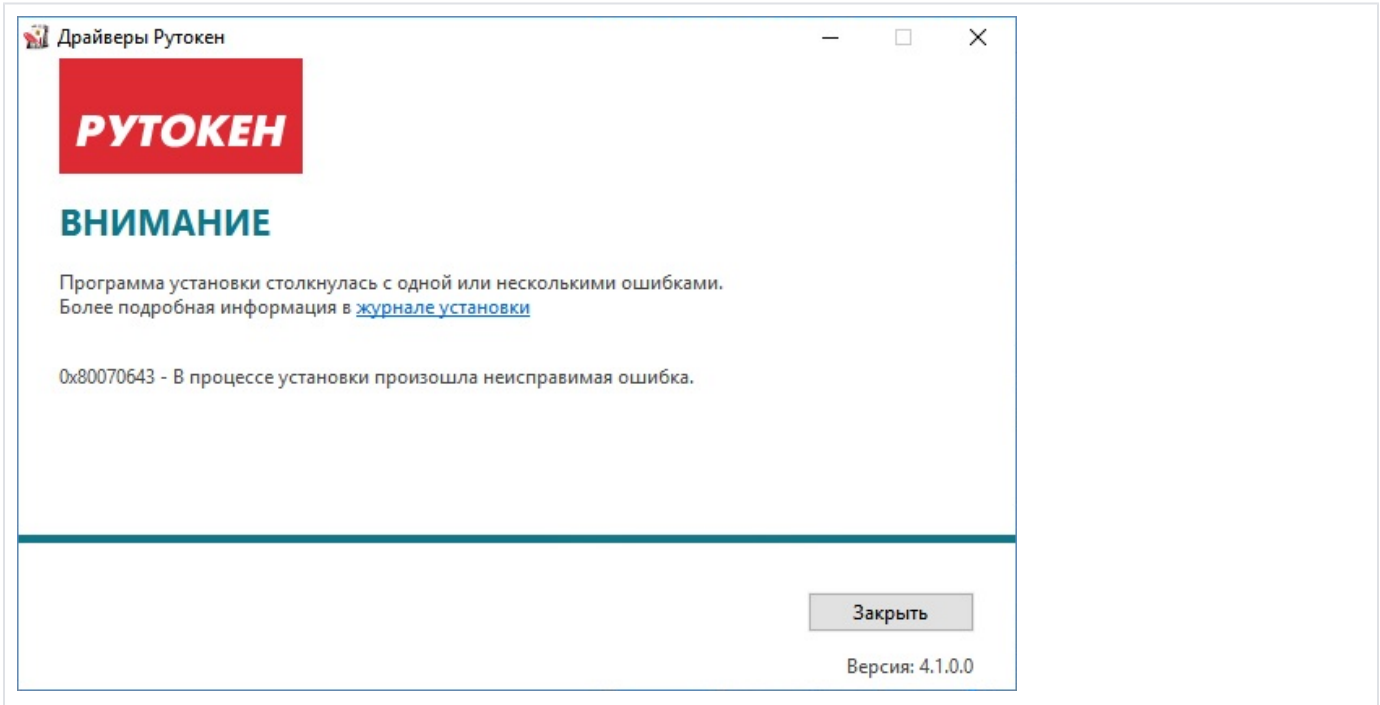 Драйверы Рутокен
РУТОКЕН
ВНИМАНИЕ
Программа установки столкнулась с одной или несколькими ошибками.
Более подробная информация в журнале установки
0x80070643 - В процессе установки произошла неисправимая ошибка.
Закрыть
Версия: 4.1.0.0